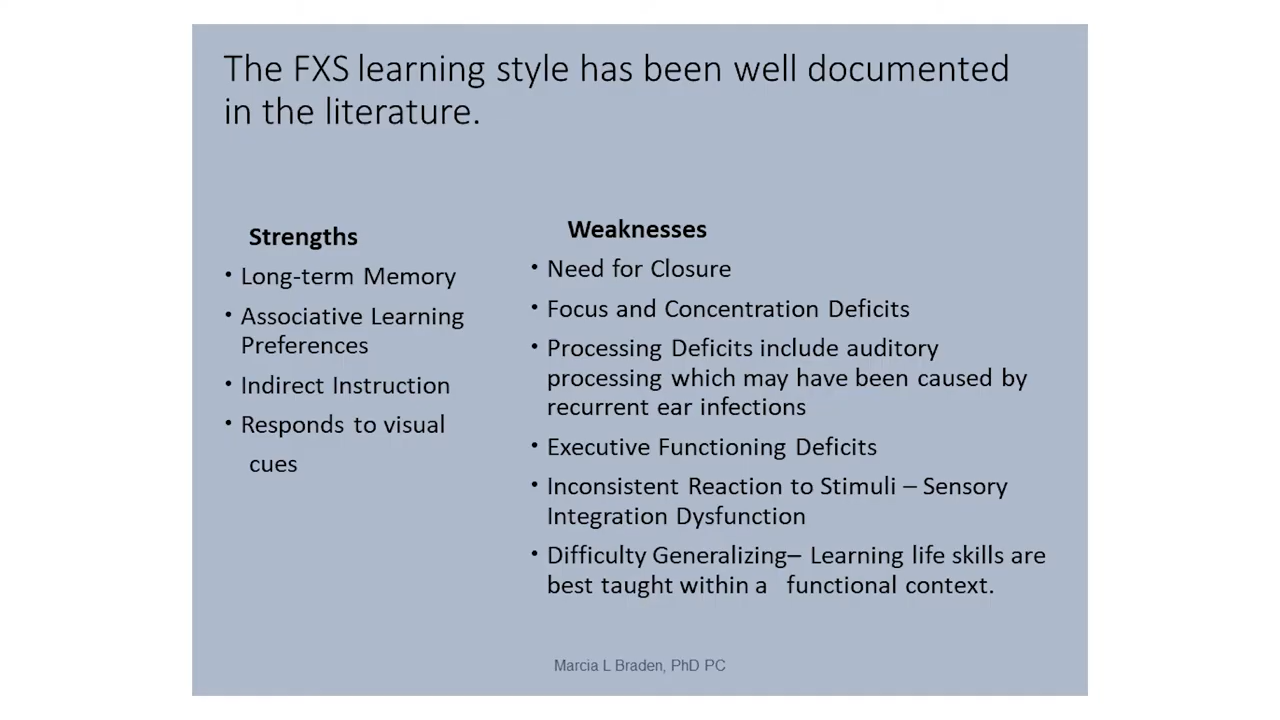 The FXS learning style has been well documented
in the literature.
Strengths
• Long-term Memory
• Associative Learning
Preferences
• Indirect Instruction
• Responds to visual
cues
Weaknesses
• Need for Closure
• Focus and Concentration Deficits
• Processing Deficits include auditory
processing which may have been caused by
recurrent ear infections
• Executive Functioning Deficits
• Inconsistent Reaction to Stimuli – Sensory
Integration Dysfunction
• Difficulty Generalizing– Learning life skills are
best taught within a functional context.
Marcia L Braden, PhD PC